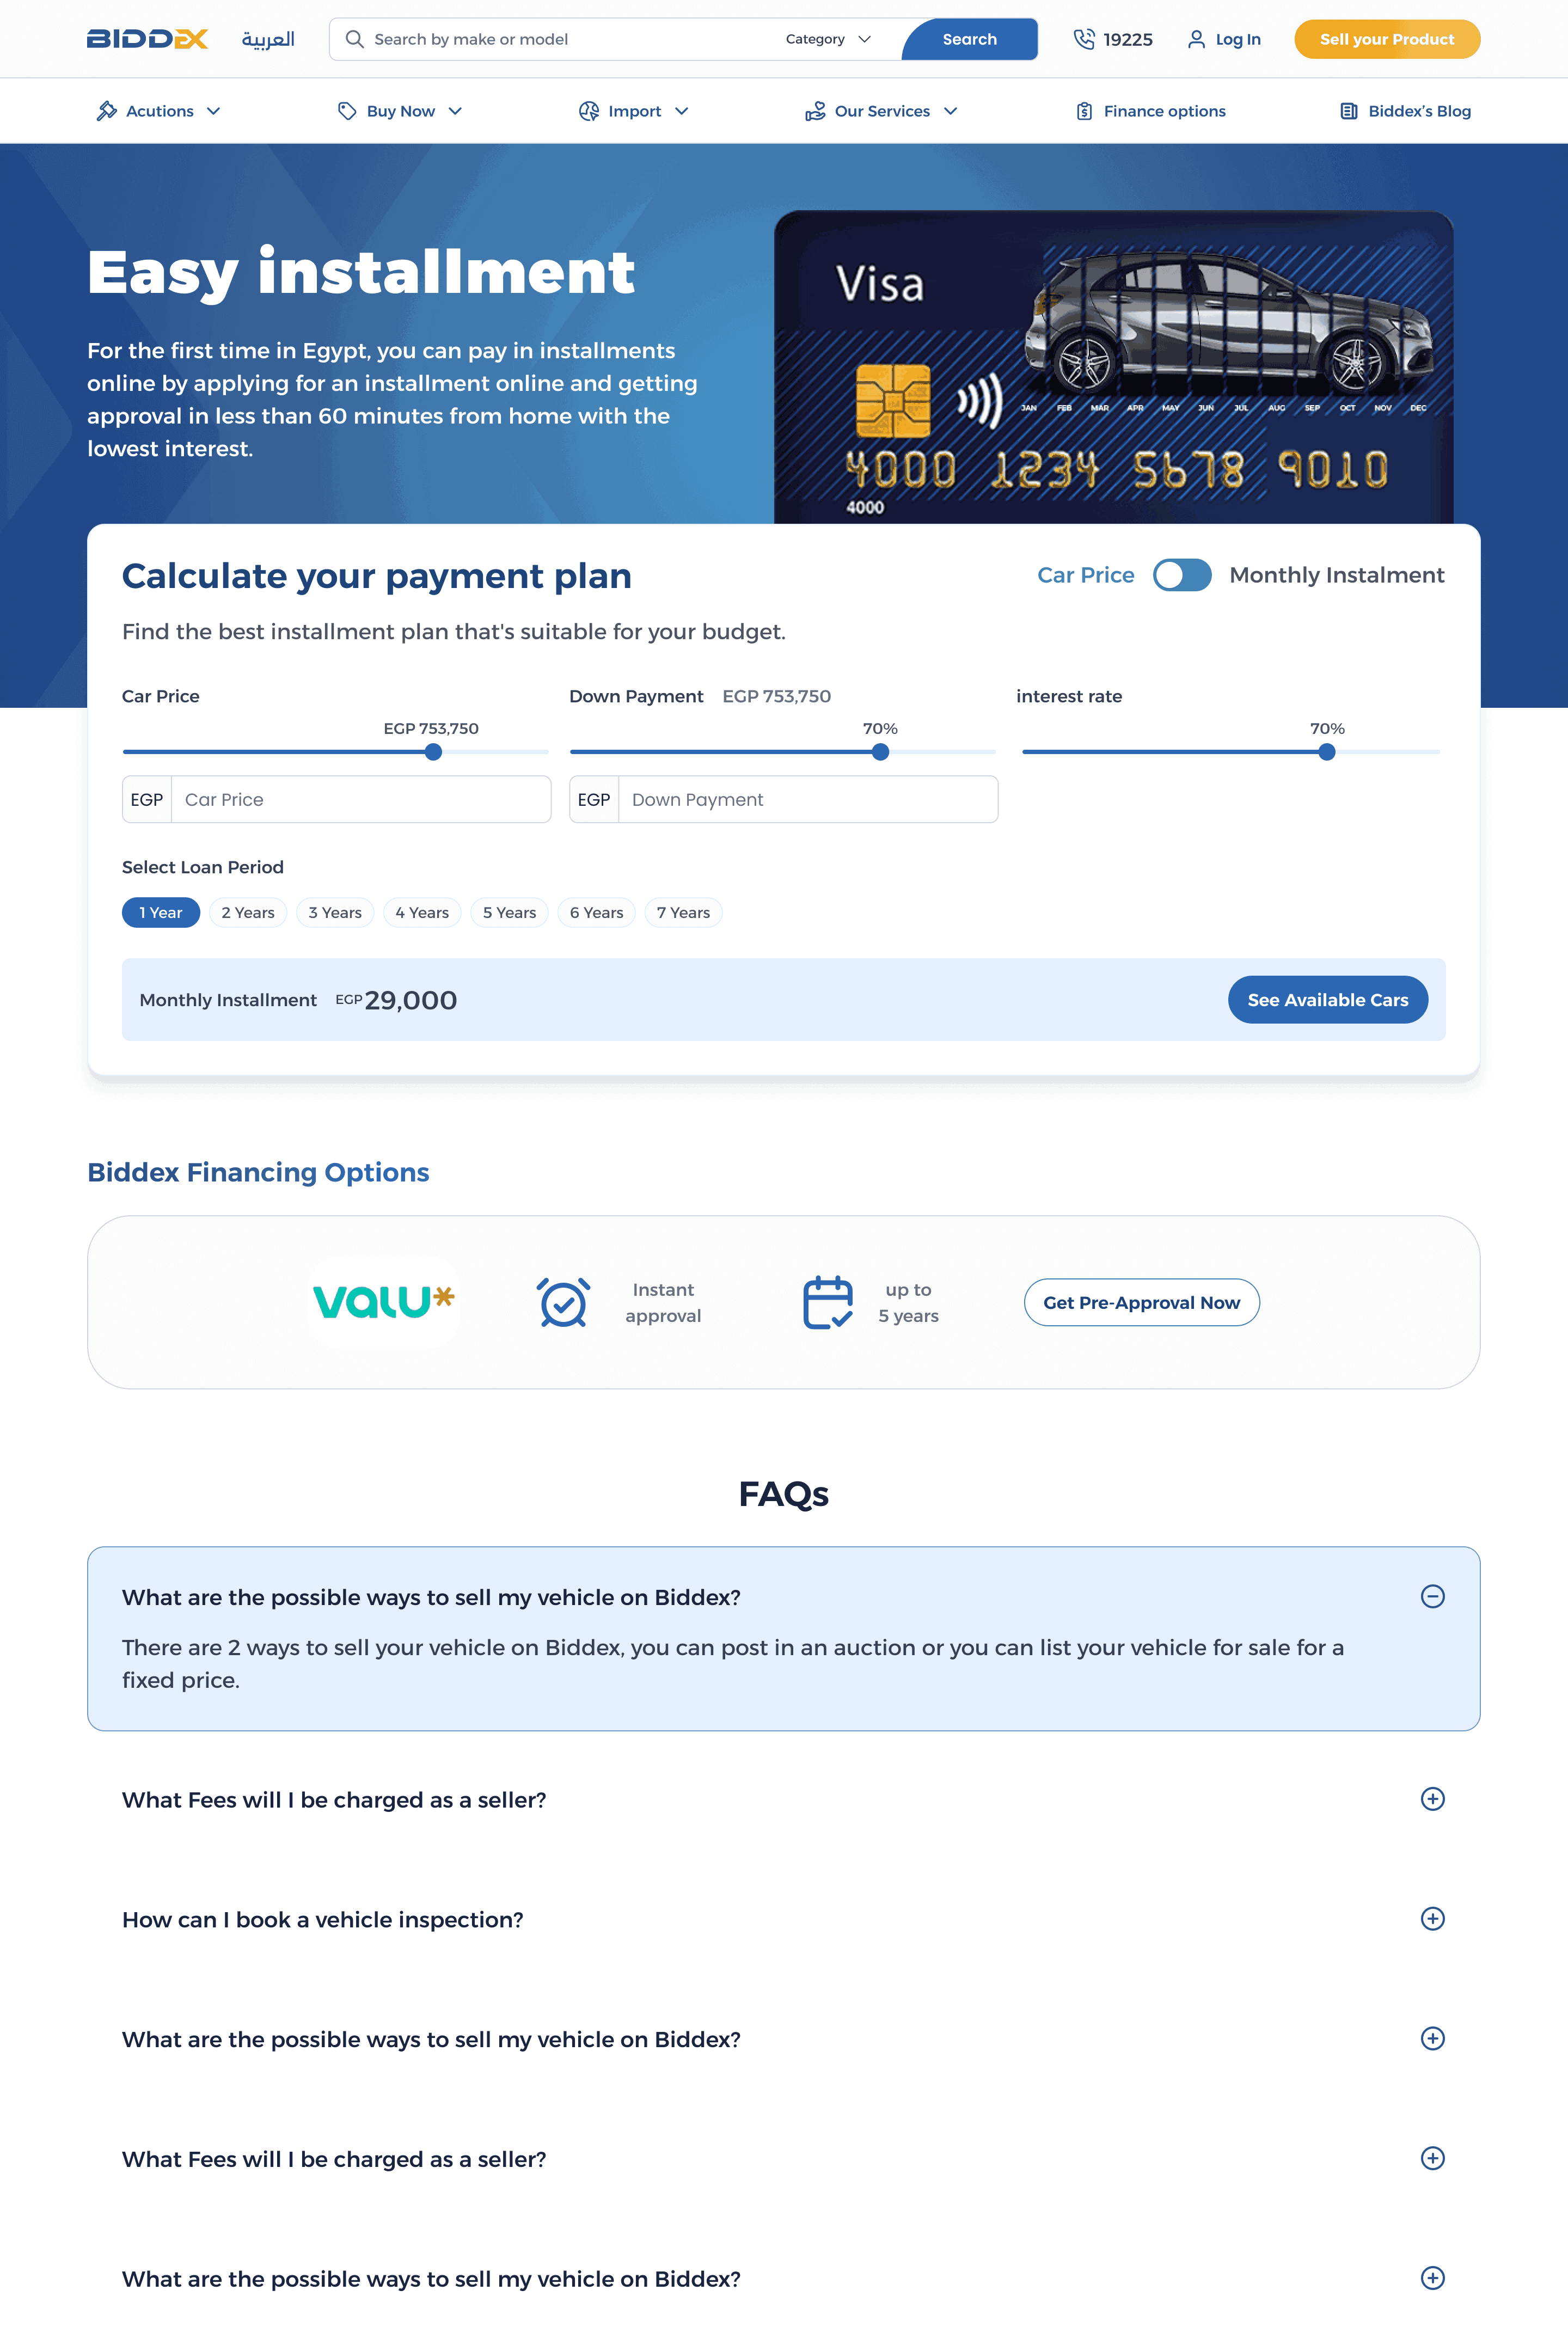 BIDDEX
العربية
Search by make or model
Category
Search
19225
Log In
Sell your Product
Acutions
Buy Now
Import
Our Services
Finance options
Biddex's Blog
Easy installment
For the first time in Egypt, you can pay in installments
online by applying for an installment online and getting
approval in less than 60 minutes from home with the
lowest interest.
Visa
JAN FEB MAR APR MAY JUN JUL AUG SEP OCT NOV DEC
4000 1234 5678 9010
4000
Calculate your payment plan
Car Price
Monthly Instalment
Find the best installment plan that's suitable for your budget.
Car Price
EGP 753,750
EGP
Car Price
Down Payment EGP 753,750
70%
EGP
Down Payment
interest rate
70%
Select Loan Period
1 Year
2 Years
3 Years
4 Years
5 Years
6 Years
7 Years
Monthly Installment EGP 29,000
See Available Cars
Biddex Financing Options
valu*
Instant
approval
up to
5 years
Get Pre-Approval Now
FAQs
What are the possible ways to sell my vehicle on Biddex?
There are 2 ways to sell your vehicle on Biddex, you can post in an auction or you can list your vehicle for sale for a
fixed price.
What Fees will I be charged as a seller?
How can I book a vehicle inspection?
What are the possible ways to sell my vehicle on Biddex?
What Fees will I be charged as a seller?
What are the possible ways to sell my vehicle on Biddex?